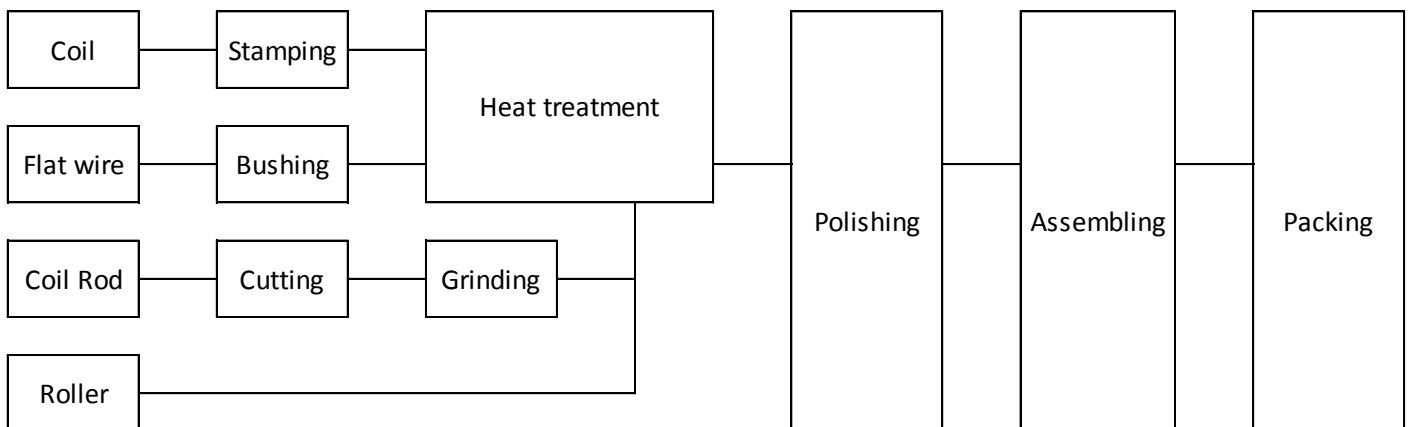 Coil
Stamping
Heat treatment
Flat wire
Bushing
Polishing
Assembling
Packing
Coil Rod
Cutting
Grinding
Roller